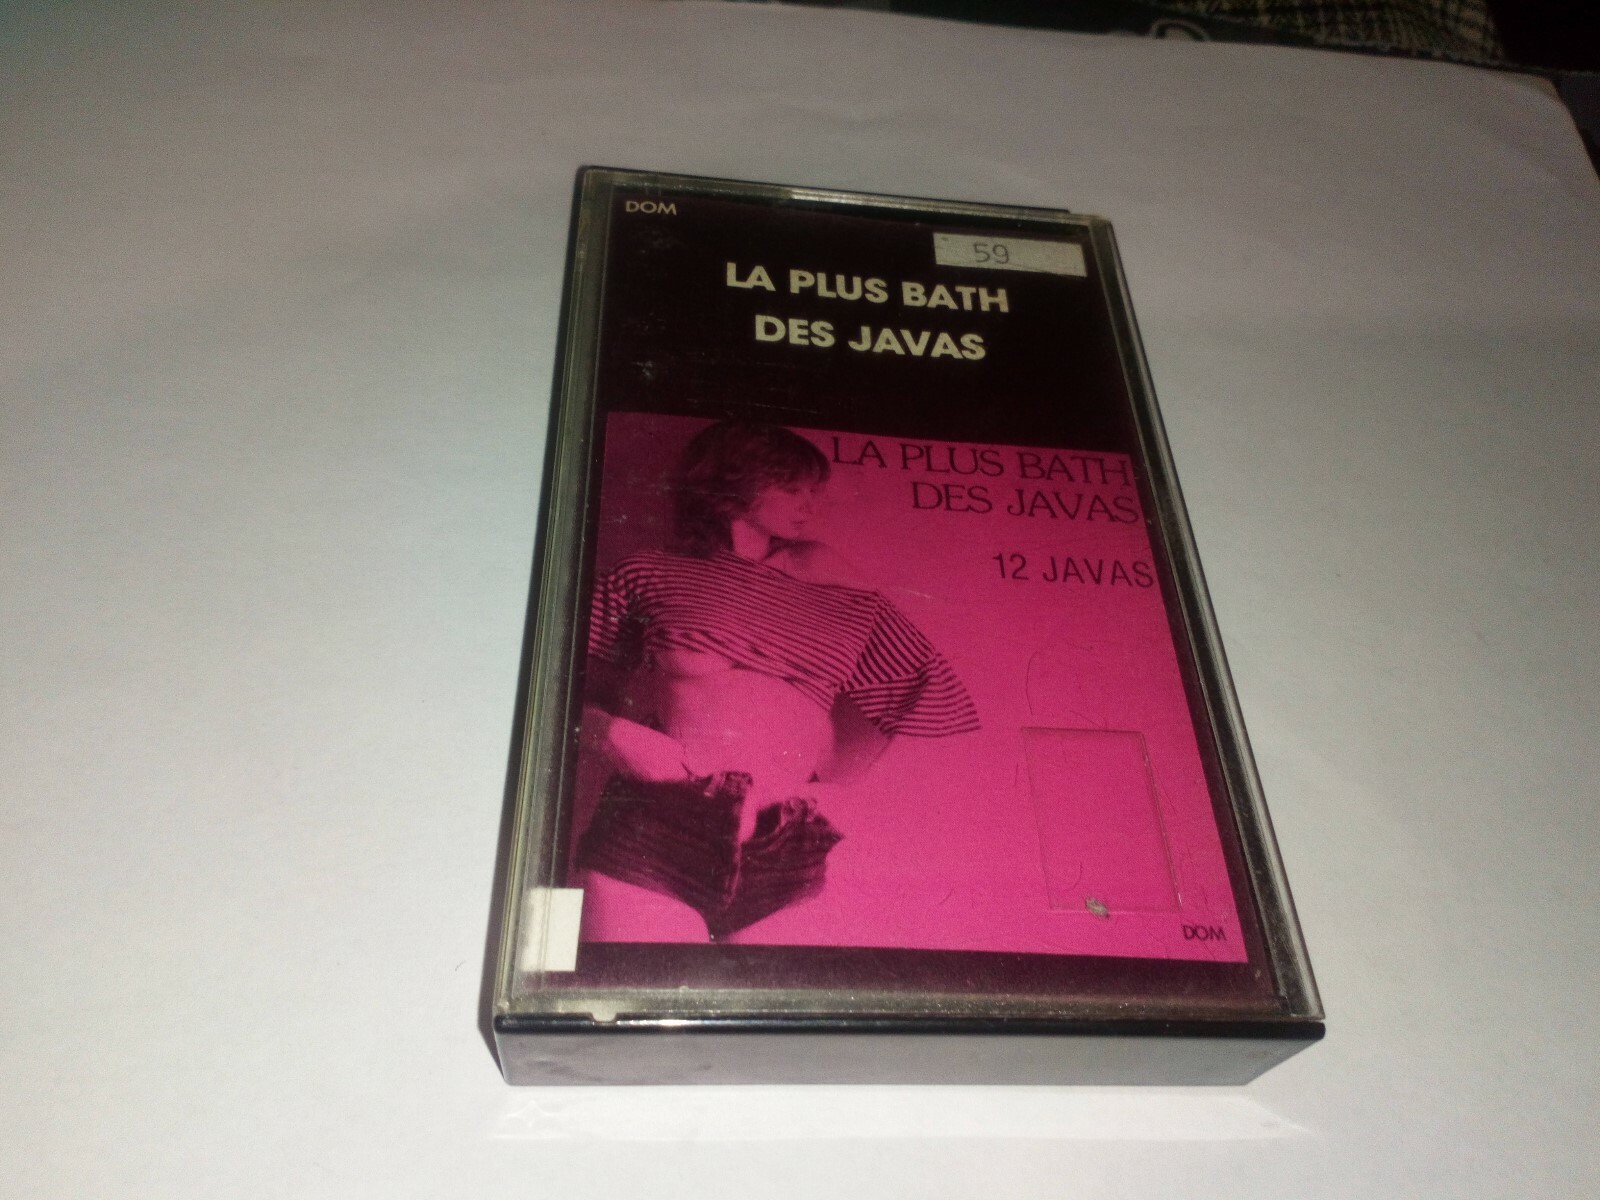 DOM
59
LA PLUS BATH
DES JAVAS
LA PLUS BATH
DES JAVAS
12 JAVAS
DOM